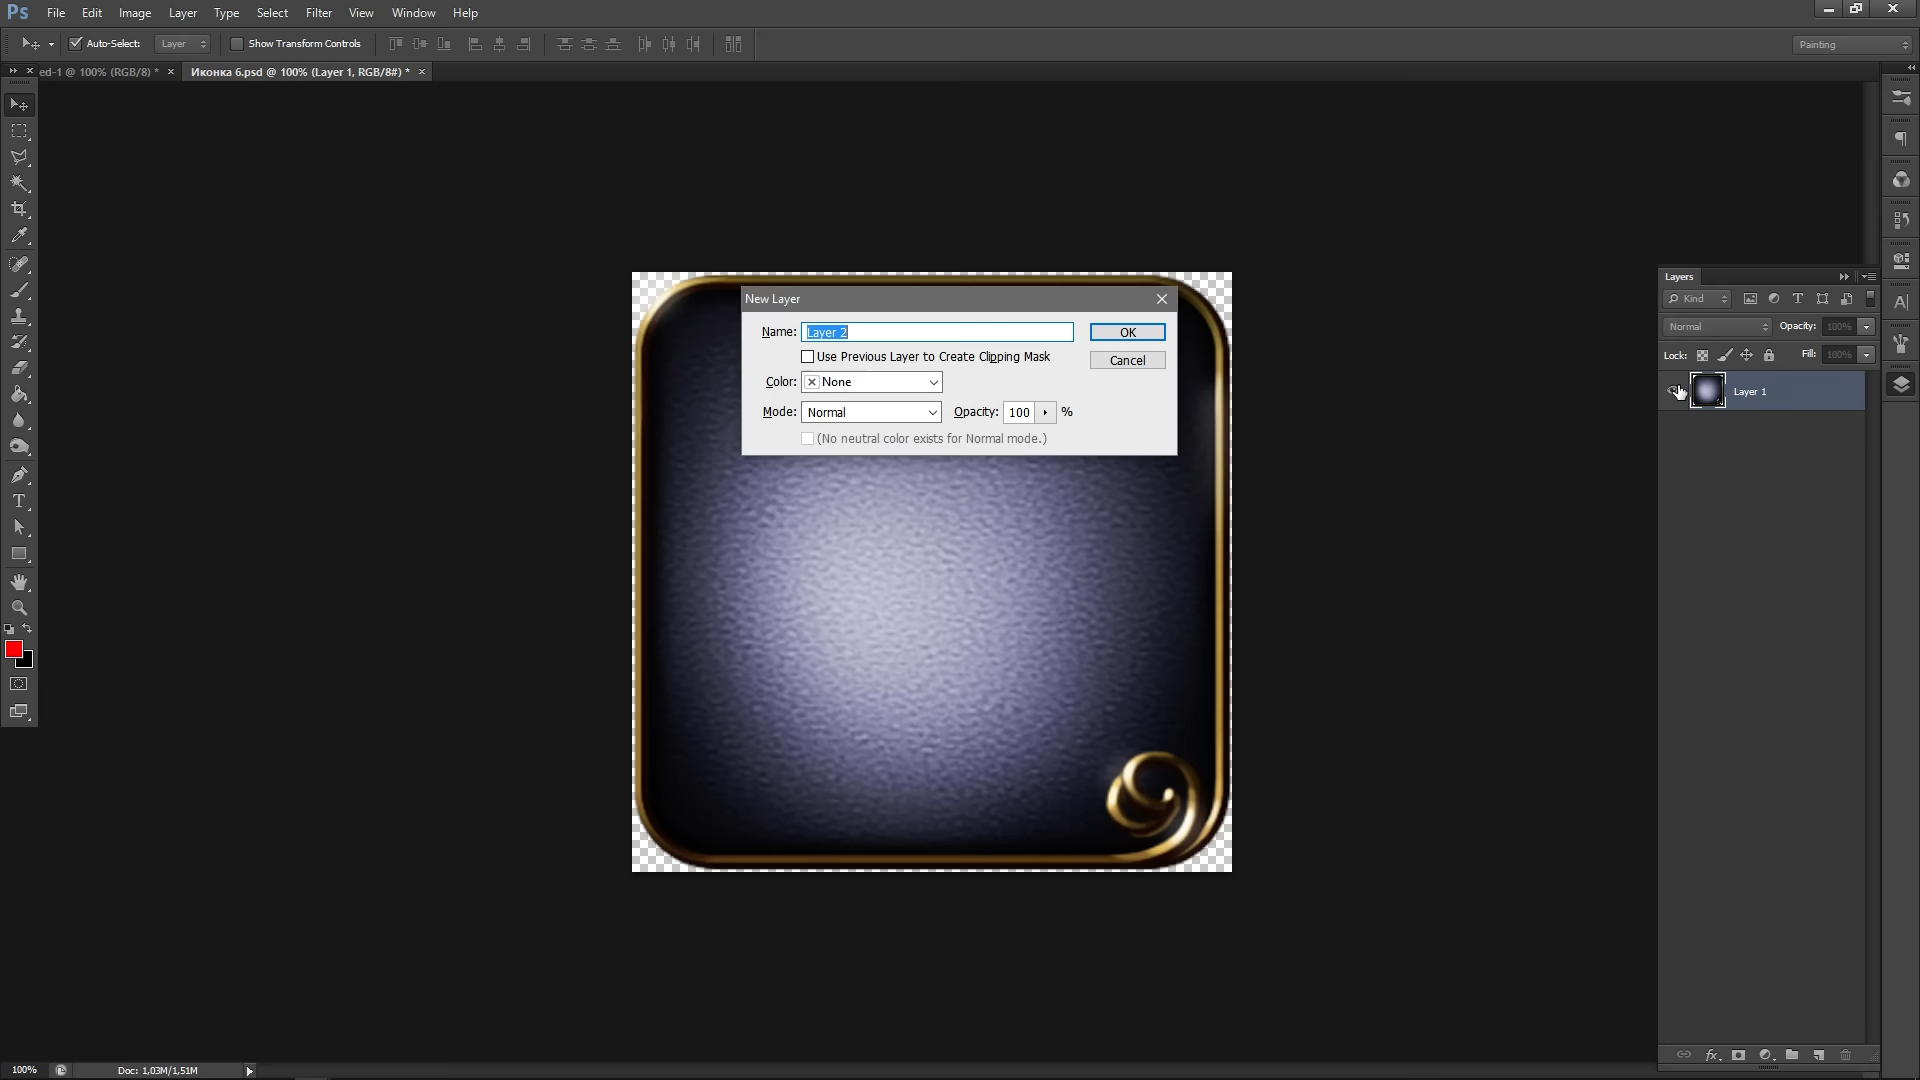 Ps File Edit Image Layer Type Select Filter View Window Help
Auto-Select: Layer Show Transform Controls Painting
ed-1 @ 100% (RGB/8) * × Иконка 6.psd @ 100% (Layer 1, RGB/8#) * ×
Layers
Kind
Normal Opacity: 100%
Lock: Fill: 100%
Layer 1
New Layer
Name: Layer 2 OK
Use Previous Layer to Create Clipping Mask Cancel
Color: None
Mode: Normal Opacity: 100 %
(No neutral color exists for Normal mode.)
100% Doc: 1,03M/1,51M